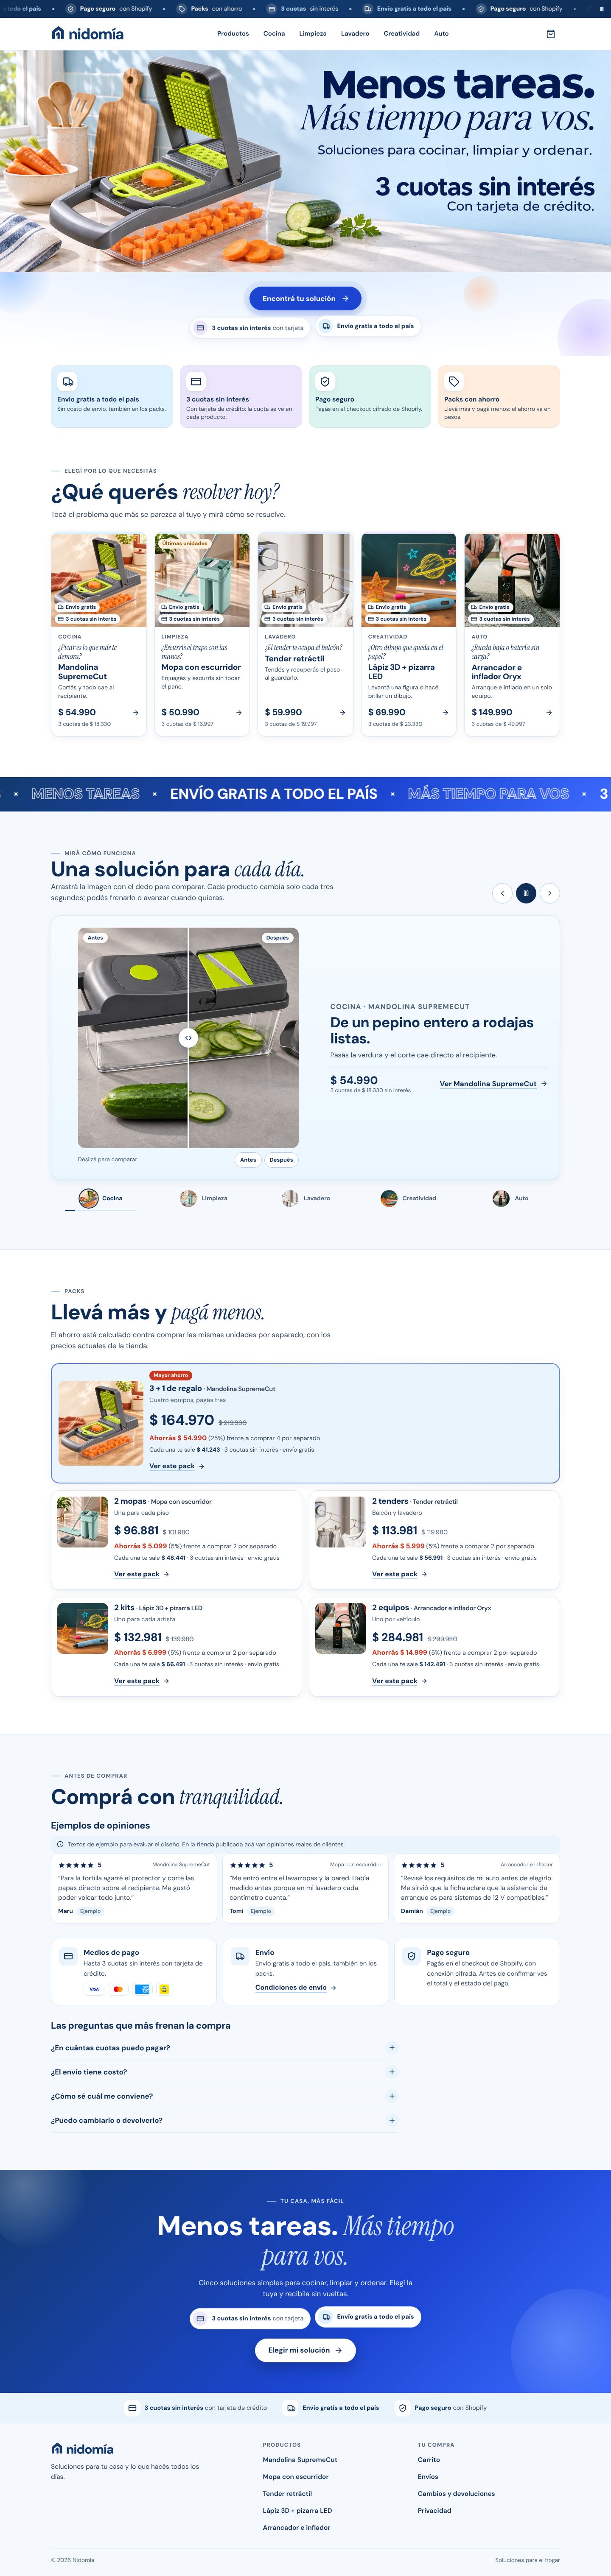 todo el país
Pago seguro con Shopify
Packs con ahorro
3 cuotas sin interés
Envío gratis a todo el país
Pago seguro con Shopify
nidomía
Productos
Cocina
Limpieza
Lavadero
Creatividad
Auto
Menos tareas.
Más tiempo para vos.
Soluciones para cocinar, limpiar y ordenar.
3 cuotas sin interés
Con tarjeta de crédito.
Encontrá tu solución
3 cuotas sin interés con tarjeta
Envío gratis a todo el país
Envío gratis a todo el país
Sin costo de envío, también en los packs.
3 cuotas sin interés
Con tarjeta de crédito: la cuota se ve en
cada producto.
Pago seguro
Pagás en el checkout cifrado de Shopify.
Packs con ahorro
Llevá más y pagá menos: el ahorro va en
pesos.
ELEGÍ POR LO QUE NECESITÁS
¿Qué querés resolver hoy?
Tocá el problema que más se parezca al tuyo y mirá cómo se resuelve.
Envío gratis
3 cuotas sin interés
COCINA
¿Picar es lo que más te
demora?
Mandolina
SupremeCut
Cortás y todo cae al
recipiente.
$ 54.990
3 cuotas de $ 18.330
Últimas unidades
Envío gratis
3 cuotas sin interés
LIMPIEZA
¿Escurrís el trapo con las
manos?
Mopa con escurridor
Enjuagás y escurrís sin tocar
el paño.
$ 50.990
3 cuotas de $ 16.997
Envío gratis
3 cuotas sin interés
LAVADERO
¿El tender te ocupa el balcón?
Tender retráctil
Tendés y recuperás el paso
al guardarlo.
$ 59.990
3 cuotas de $ 19.997
Envío gratis
3 cuotas sin interés
CREATIVIDAD
¿Otro dibujo que queda en el
papel?
Lápiz 3D + pizarra
LED
Levantá una figura o hacé
brillar un dibujo.
$ 69.990
3 cuotas de $ 23.330
Envío gratis
3 cuotas sin interés
AUTO
¿Rueda baja o batería sin
carga?
Arrancador e
inflador Oryx
Arranque e inflado en un solo
equipo.
$ 149.990
3 cuotas de $ 49.997
S
MENOS TAREAS
ENVÍO GRATIS A TODO EL PAÍS
MÁS TIEMPO PARA VOS
3
MIRÁ CÓMO FUNCIONA
Una solución para cada día.
Arrastrá la imagen con el dedo para comparar. Cada producto cambia solo cada tres
segundos; podés frenarlo o avanzar cuando quieras.
Antes
Después
Deslizá para comparar
Antes
Después
COCINA · MANDOLINA SUPREMECUT
De un pepino entero a rodajas
listas.
Pasás la verdura y el corte cae directo al recipiente.
$ 54.990
3 cuotas de $ 18.330 sin interés
Ver Mandolina SupremeCut
Cocina
Limpieza
Lavadero
Creatividad
Auto
PACKS
Llevá más y pagá menos.
El ahorro está calculado contra comprar las mismas unidades por separado, con los
precios actuales de la tienda.
Mayor ahorro
3 + 1 de regalo · Mandolina SupremeCut
Cuatro equipos, pagás tres
$ 164.970 $ 219.960
Ahorrás $ 54.990 (25%) frente a comprar 4 por separado
Cada una te sale $ 41.243 · 3 cuotas sin interés · envío gratis
Ver este pack
2 mopas · Mopa con escurridor
Una para cada piso
$ 96.881 $ 101.980
Ahorrás $ 5.099 (5%) frente a comprar 2 por separado
Cada una te sale $ 48.441 · 3 cuotas sin interés · envío gratis
Ver este pack
2 tenders · Tender retráctil
Balcón y lavadero
$ 113.981 $ 119.980
Ahorrás $ 5.999 (5%) frente a comprar 2 por separado
Cada una te sale $ 56.991 · 3 cuotas sin interés · envío gratis
Ver este pack
2 kits · Lápiz 3D + pizarra LED
Uno para cada artista
$ 132.981 $ 139.980
Ahorrás $ 6.999 (5%) frente a comprar 2 por separado
Cada una te sale $ 66.491 · 3 cuotas sin interés · envío gratis
Ver este pack
2 equipos · Arrancador e inflador Oryx
Uno por vehículo
$ 284.981 $ 299.980
Ahorrás $ 14.999 (5%) frente a comprar 2 por separado
Cada una te sale $ 142.491 · 3 cuotas sin interés · envío gratis
Ver este pack
ANTES DE COMPRAR
Comprá con tranquilidad.
Ejemplos de opiniones
Textos de ejemplo para evaluar el diseño. En la tienda publicada acá van opiniones reales de clientes.
★★★★★ 5
Mandolina SupremeCut
"Para la tortilla agarré el protector y corté las
papas directo sobre el recipiente. Me gustó
poder volcar todo junto."
Maru
Ejemplo
★★★★★ 5
Mopa con escurridor
"Me entró entre el lavarropas y la pared. Había
medido antes porque en mi lavadero cada
centímetro cuenta."
Tomi
Ejemplo
★★★★★ 5
Arrancador e inflador
"Revisé los requisitos de mi auto antes de elegirlo.
Me sirvió que la ficha aclare que la asistencia de
arranque es para sistemas de 12 V compatibles."
Damián
Ejemplo
Medios de pago
Hasta 3 cuotas sin interés con tarjeta de
crédito.
VISA
Envío
Envío gratis a todo el país, también en los
packs.
Condiciones de envío
Pago seguro
Pagás en el checkout de Shopify, con
conexión cifrada. Antes de confirmar ves
el total y el estado del pago.
Las preguntas que más frenan la compra
¿En cuántas cuotas puedo pagar?
¿El envío tiene costo?
¿Cómo sé cuál me conviene?
¿Puedo cambiarlo o devolverlo?
TU CASA, MÁS FÁCIL
Menos tareas. Más tiempo
para vos.
Cinco soluciones simples para cocinar, limpiar y ordenar. Elegí la
tuya y recibila sin vueltas.
3 cuotas sin interés con tarjeta
Envío gratis a todo el país
Elegir mi solución
3 cuotas sin interés con tarjeta de crédito
Envío gratis a todo el país
Pago seguro con Shopify
nidomía
Soluciones para tu casa y lo que hacés todos los
días.
PRODUCTOS
Mandolina SupremeCut
Mopa con escurridor
Tender retráctil
Lápiz 3D + pizarra LED
Arrancador e inflador
TU COMPRA
Carrito
Envíos
Cambios y devoluciones
Privacidad
© 2026 Nidomía
Soluciones para el hogar